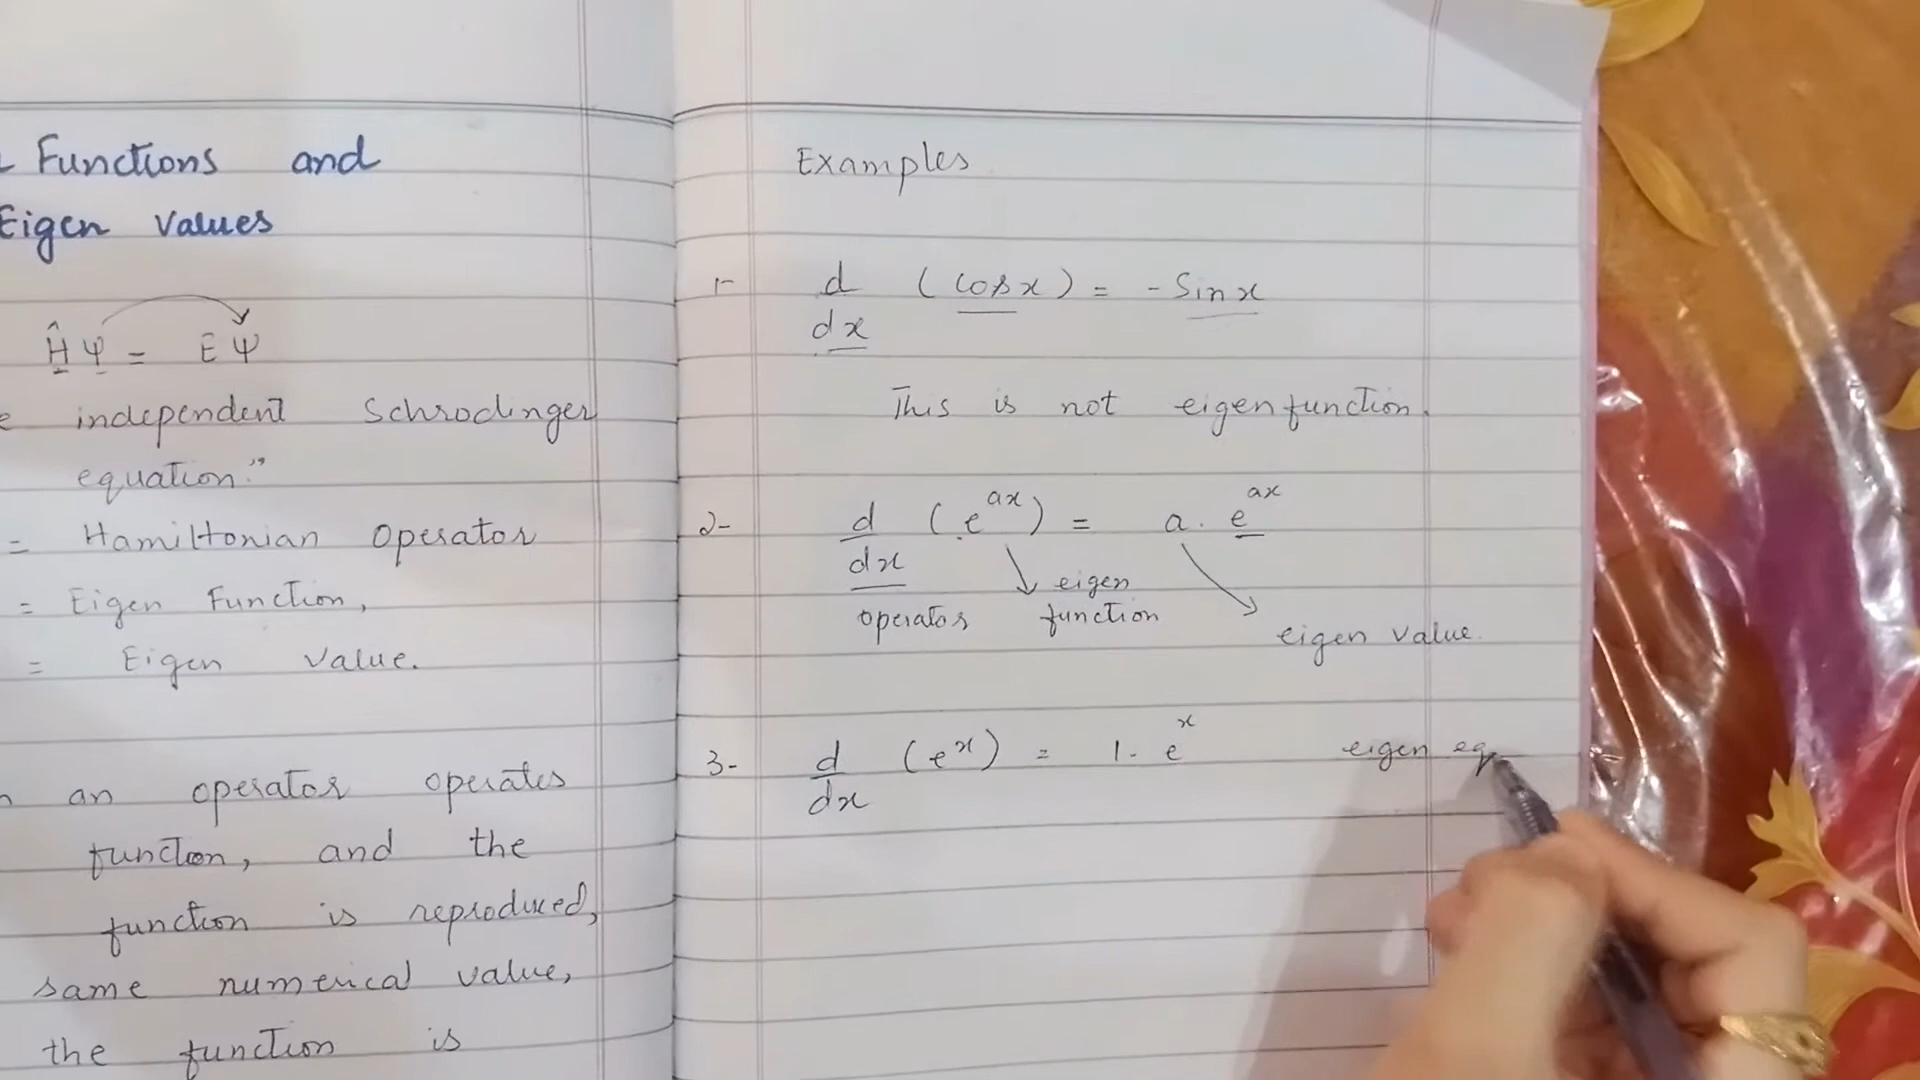 Functions and
Eigen Values
Ĥ Ψ = E Ψ
independent Schrodinger
equation."
= Hamiltonian Operator
= Eigen Function,
= Eigen Value.
an operator operates
function, and the
function is reproduced,
same numerical value,
the function is
Examples
1- d/dx (cosx) = - Sinx
This is not eigenfunction.
2- d/dx (e^ax) = a. e^ax
operator
eigen
function
eigen value.
3- d/dx (e^x) = 1. e^x eigen eq